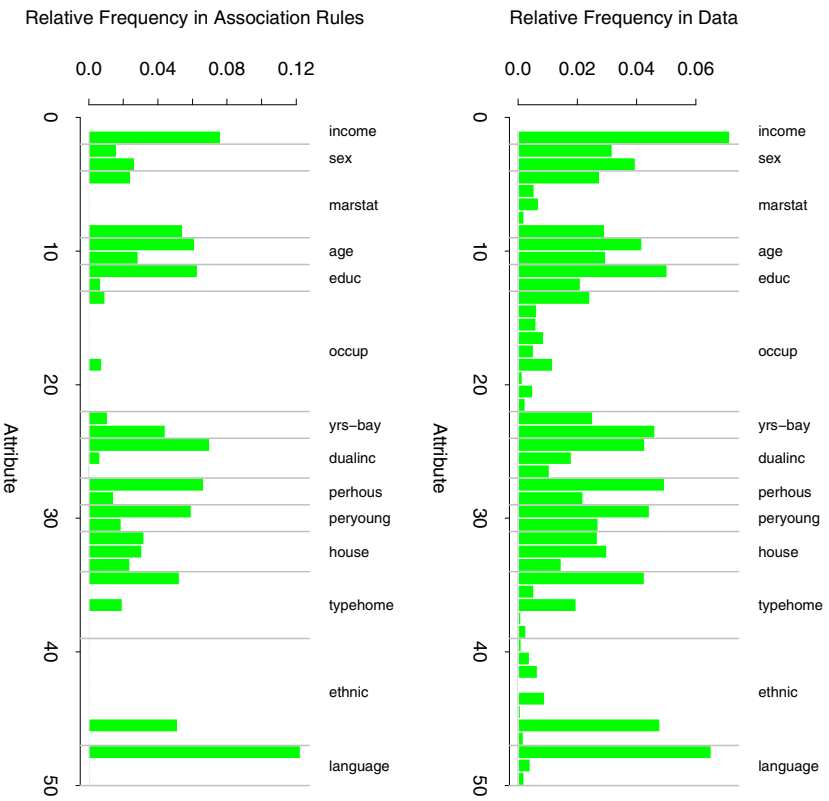 Relative Frequency in Association Rules
0.0 0.04 0.08 0.12
income
sex
marstat
age
educ
occup
yrs–bay
dualinc
perhous
peryoung
house
typehome
ethnic
language
0
10
20
30
40
50
Attribute
Relative Frequency in Data
0.0 0.02 0.04 0.06
income
sex
marstat
age
educ
occup
yrs–bay
dualinc
perhous
peryoung
house
typehome
ethnic
language
0
10
20
30
40
50
Attribute